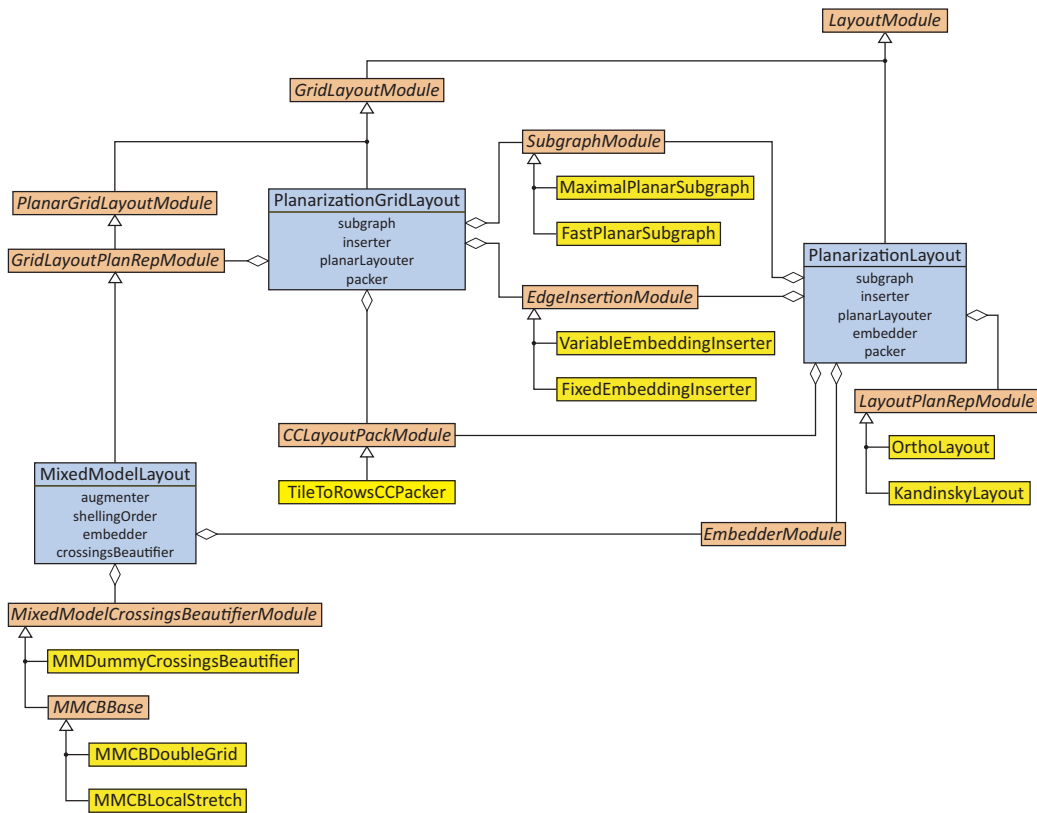 LayoutModule
GridLayoutModule
SubgraphModule
MaximalPlanarSubgraph
FastPlanarSubgraph
PlanarGridLayoutModule
GridLayoutPlanRepModule
PlanarizationGridLayout
subgraph
inserter
planarLayouter
packer
EdgeInsertionModule
VariableEmbeddingInserter
FixedEmbeddingInserter
PlanarizationLayout
subgraph
inserter
planarLayouter
embedder
packer
LayoutPlanRepModule
OrthoLayout
KandinskyLayout
CCLayoutPackModule
TileToRowsCCPacker
MixedModelLayout
augmenter
shellingOrder
embedder
crossingsBeautifier
EmbedderModule
MixedModelCrossingsBeautifierModule
MMDummyCrossingsBeautifier
MMCBBase
MMCBDoubleGrid
MMCBLocalStretch